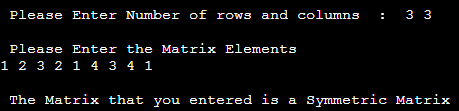 Please Enter Number of rows and columns  :  3 3
Please Enter the Matrix Elements
1 2 3 2 1 4 3 4 1
The Matrix that you entered is a Symmetric Matrix